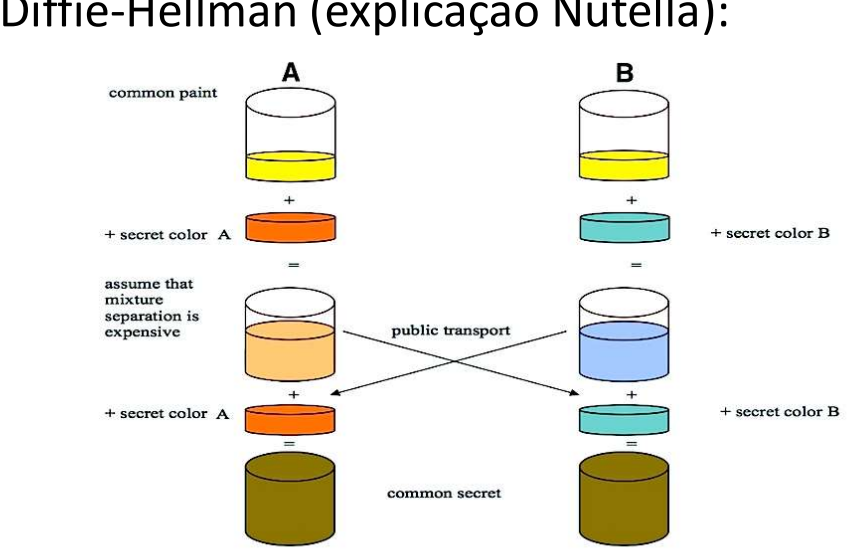 Diffie-Hellman (explicação Nutella):
A
B
common paint
+
+
+ secret color A
+ secret color B
=
=
assume that
mixture
separation is
expensive
public transport
+
+
+ secret color A
+ secret color B
=
=
common secret